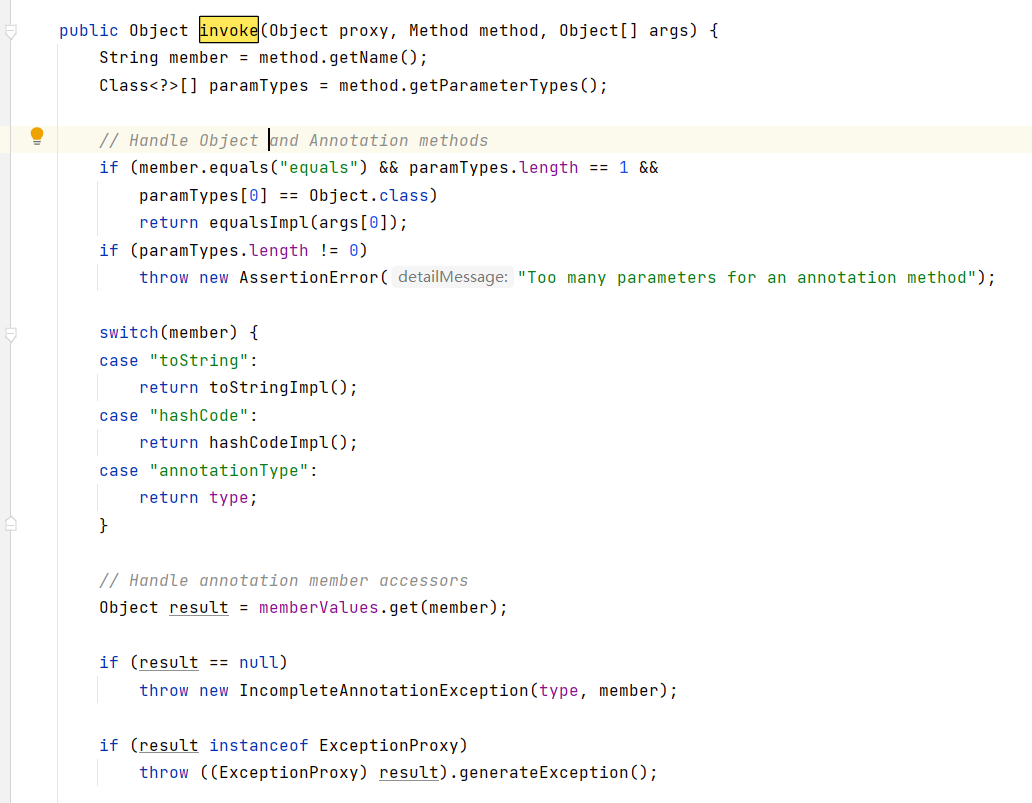 public Object invoke(Object proxy, Method method, Object[] args) {
String member = method.getName();
Class<?>[] paramTypes = method.getParameterTypes();
// Handle Object and Annotation methods
if (member.equals("equals") && paramTypes.length == 1 &&
paramTypes[0] == Object.class)
return equalsImpl(args[0]);
if (paramTypes.length != 0)
throw new AssertionError( detailMessage: "Too many parameters for an annotation method");
switch(member) {
case "toString":
return toStringImpl();
case "hashCode":
return hashCodeImpl();
case "annotationType":
return type;
}
// Handle annotation member accessors
Object result = memberValues.get(member);
if (result == null)
throw new IncompleteAnnotationException(type, member);
if (result instanceof ExceptionProxy)
throw ((ExceptionProxy) result).generateException();